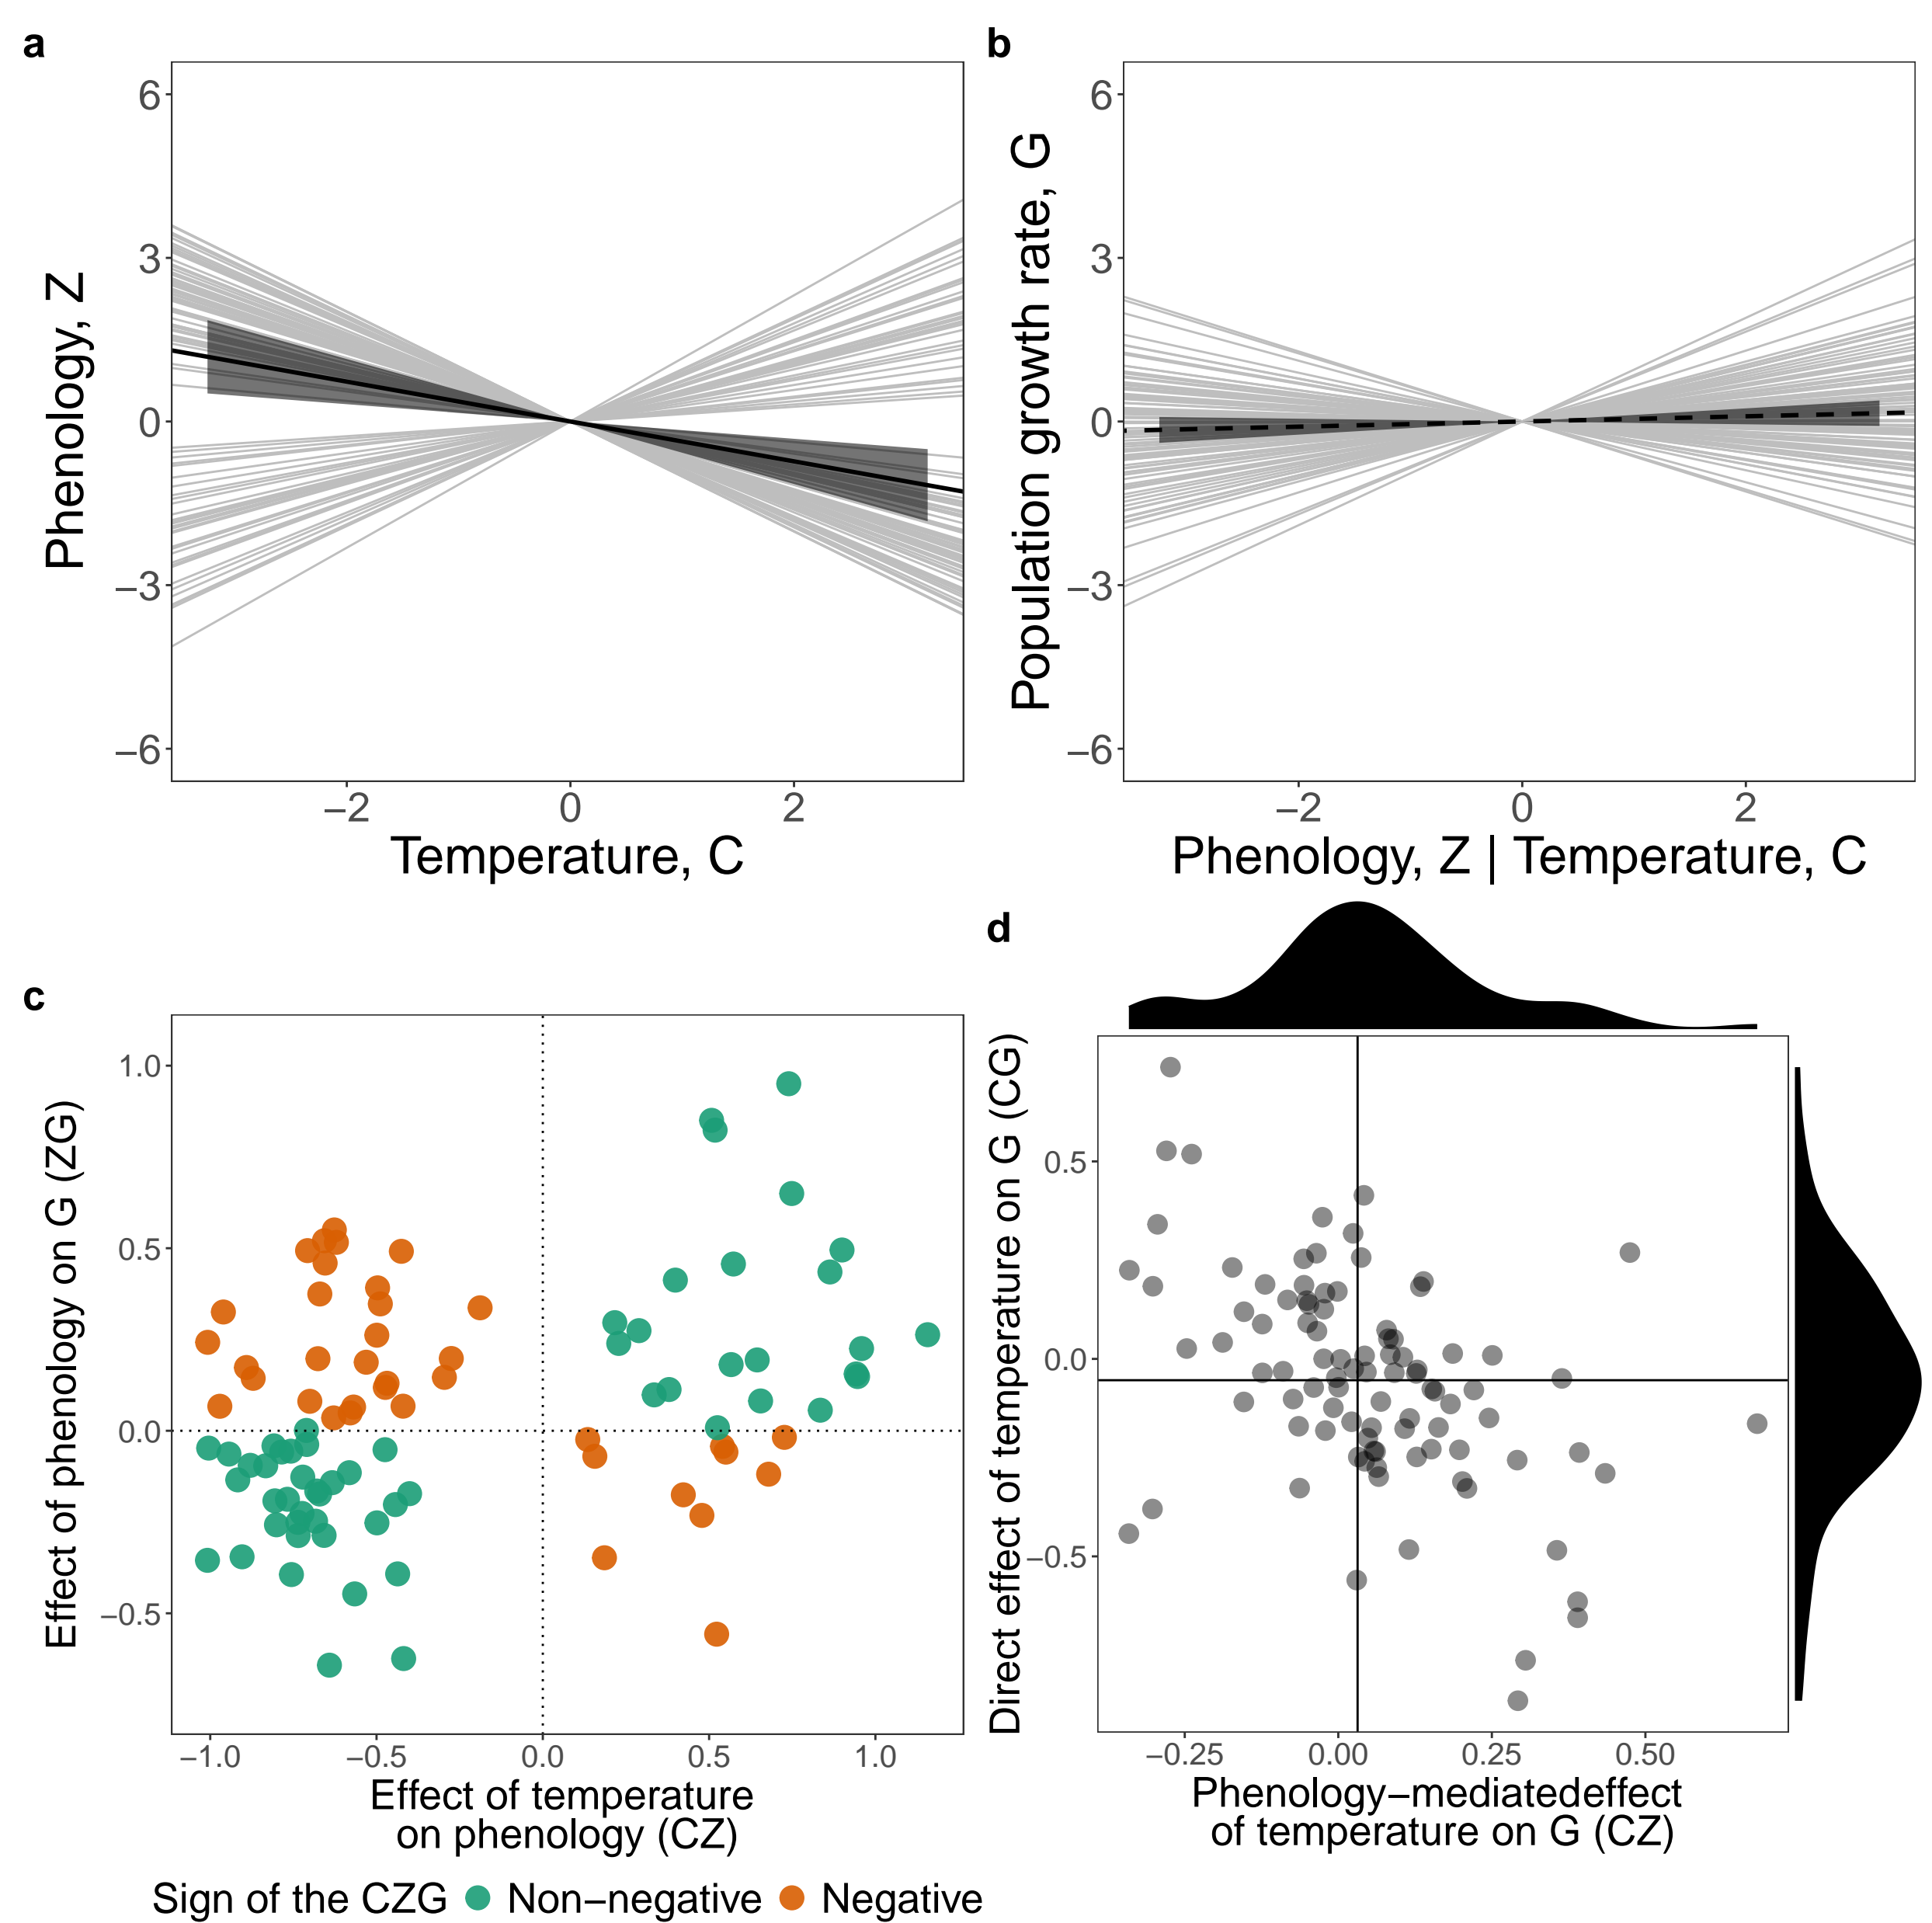 a
6
3
0
−3
−6
Phenology, Z
−2 0 2
Temperature, C
b
6
3
0
−3
−6
Population growth rate, G
−2 0 2
Phenology, Z | Temperature, C
c
1.0
0.5
0.0
−0.5
Effect of phenology on G (ZG)
−1.0 −0.5 0.0 0.5 1.0
Effect of temperature
on phenology (CZ)
Sign of the CZG Non−negative Negative
d
0.5
0.0
−0.5
Direct effect of temperature on G (CG)
−0.25 0.00 0.25 0.50
Phenology−mediatedeffect
of temperature on G (CZ)